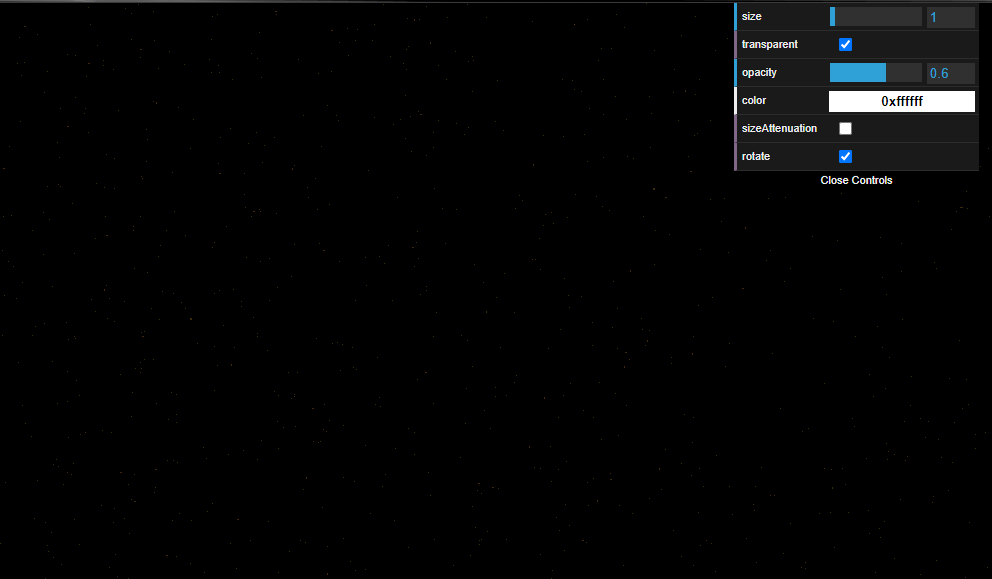 size 1
transparent
opacity 0.6
color 0xffffff
sizeAttenuation
rotate
Close Controls